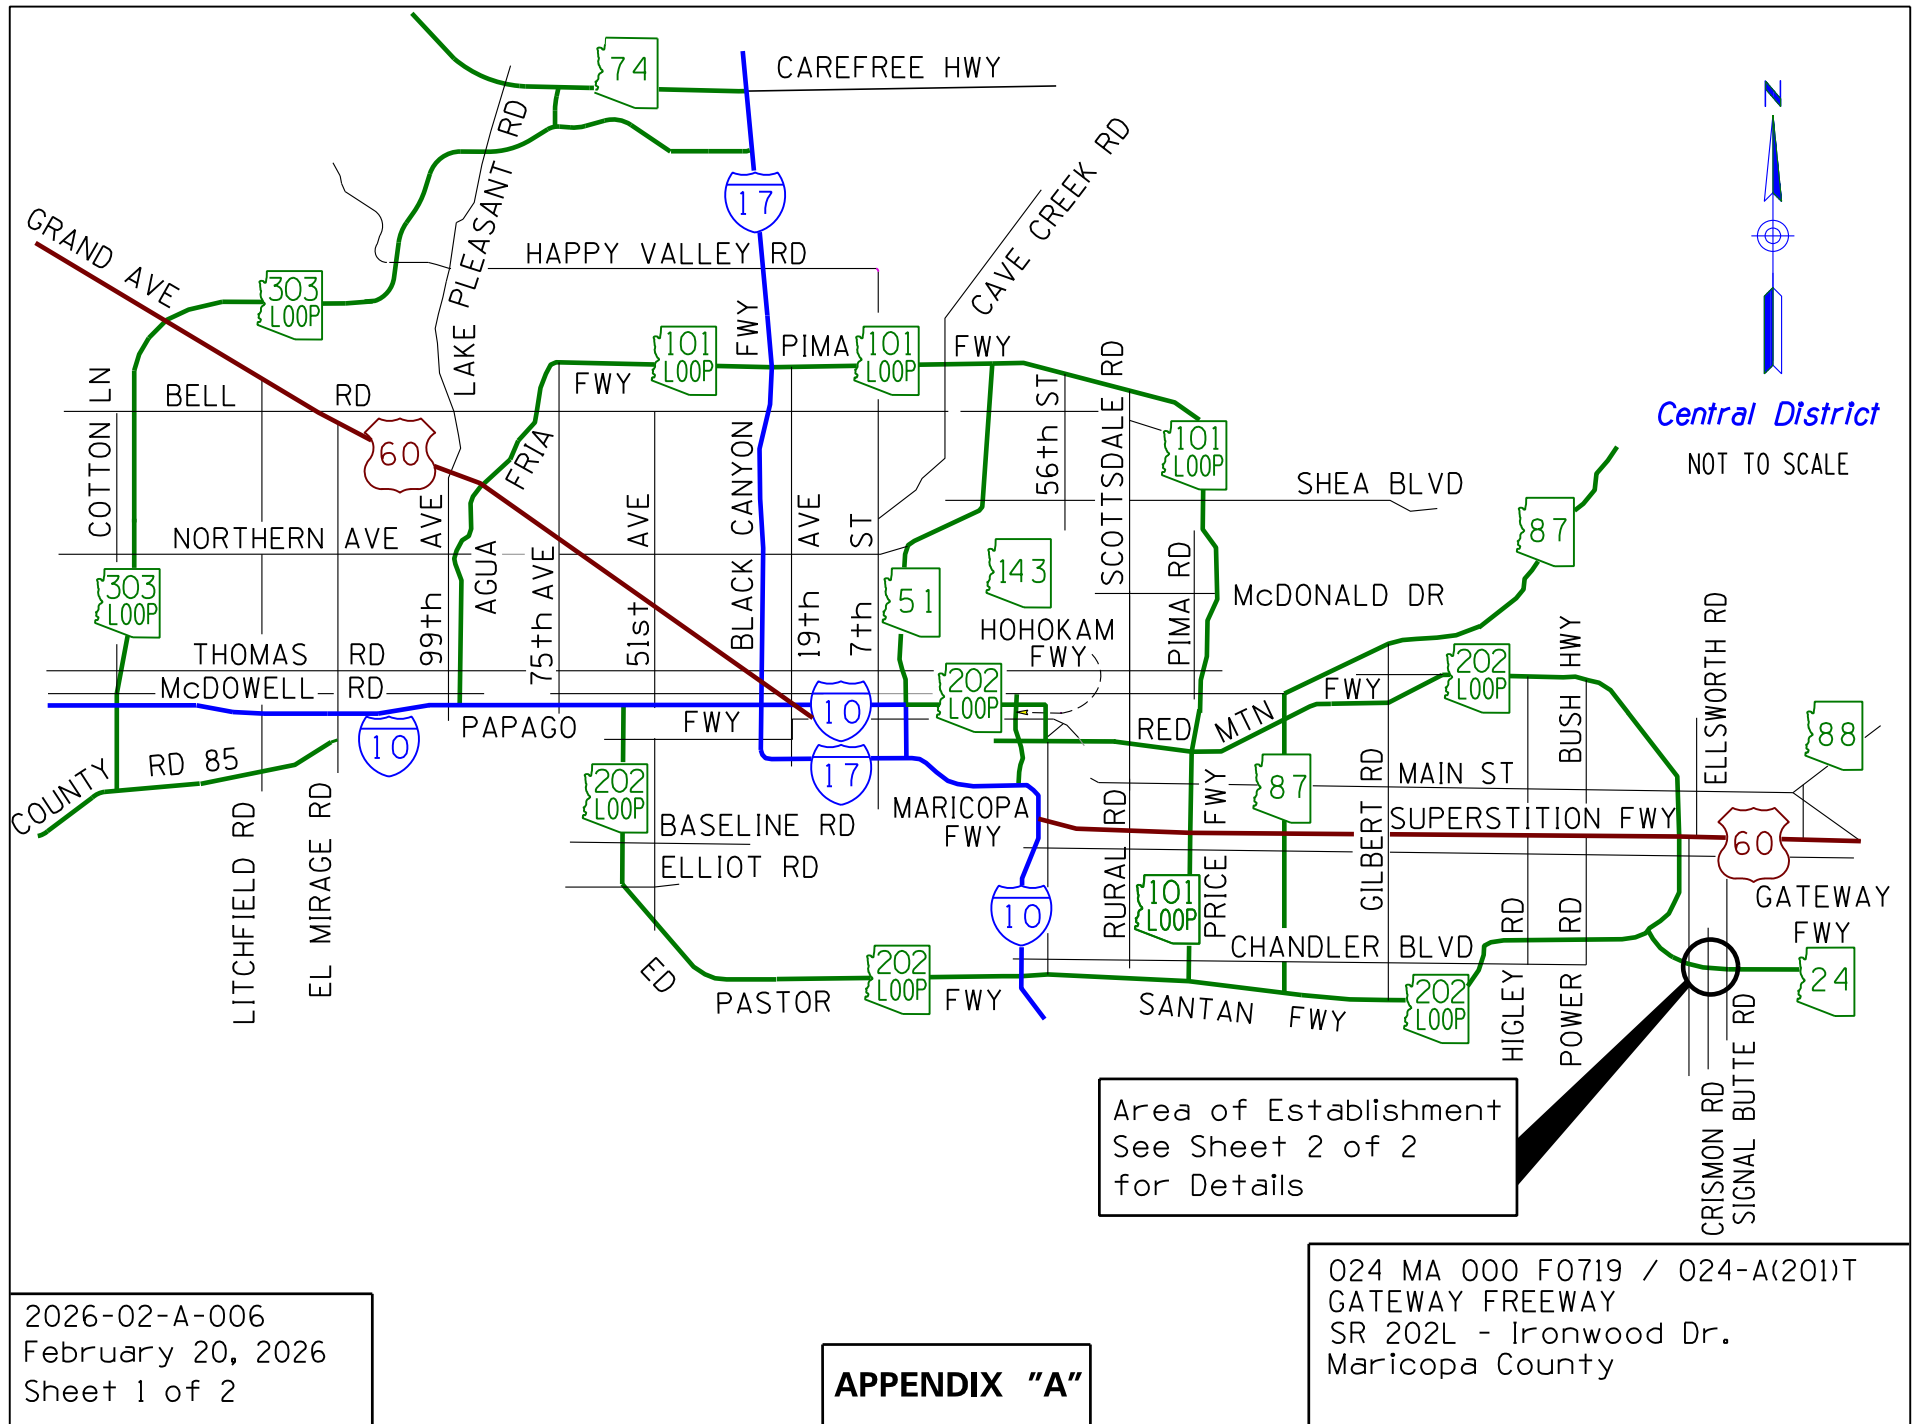 74
CAREFREE HWY
N
LAKE PLEASANT RD
17
CAVE CREEK RD
GRAND AVE
HAPPY VALLEY RD
303
LOOP
101
LOOP
FWY
PIMA
101
LOOP
FWY
FWY
COTTON LN
BELL RD
60
FRIA
56th ST
SCOTTSDALE RD
101
LOOP
Central District
NOT TO SCALE
SHEA BLVD
87
NORTHERN AVE
99th AVE
AGUA
75th AVE
51st AVE
BLACK CANYON
19th AVE
7th ST
143
51
303
LOOP
PIMA RD
McDONALD DR
HOHOKAM
FWY
THOMAS RD
McDOWELL RD
202
LOOP
202
LOOP
FWY
BUSH HWY
ELLSWORTH RD
10
PAPAGO
FWY
10
RED MTN
88
COUNTY RD 85
17
202
LOOP
MARICOPA
FWY
87
MAIN ST
SUPERSTITION FWY
60
BASELINE RD
ELLIOT RD
LITCHFIELD RD
EL MIRAGE RD
RURAL RD
PRICE FWY
GILBERT RD
101
LOOP
10
GATEWAY
FWY
24
CHANDLER BLVD
HIGLEY RD
POWER RD
ED
PASTOR
202
LOOP
FWY
SANTAN FWY
202
LOOP
CRISMON RD
SIGNAL BUTTE RD
Area of Establishment
See Sheet 2 of 2
for Details
024 MA 000 F0719 / 024-A(201)T
GATEWAY FREEWAY
SR 202L - Ironwood Dr.
Maricopa County
2026-02-A-006
February 20, 2026
Sheet 1 of 2
APPENDIX "A"